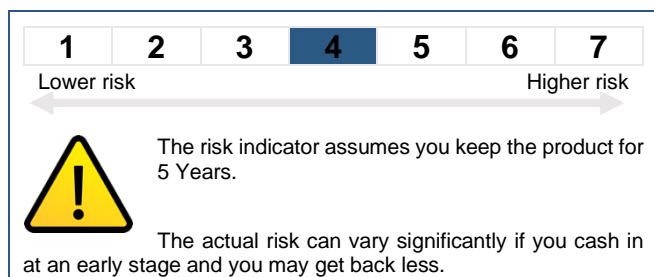 1 2 3 4 5 6 7
Lower risk Higher risk
The risk indicator assumes you keep the product for
5 Years.
The actual risk can vary significantly if you cash in
at an early stage and you may get back less.